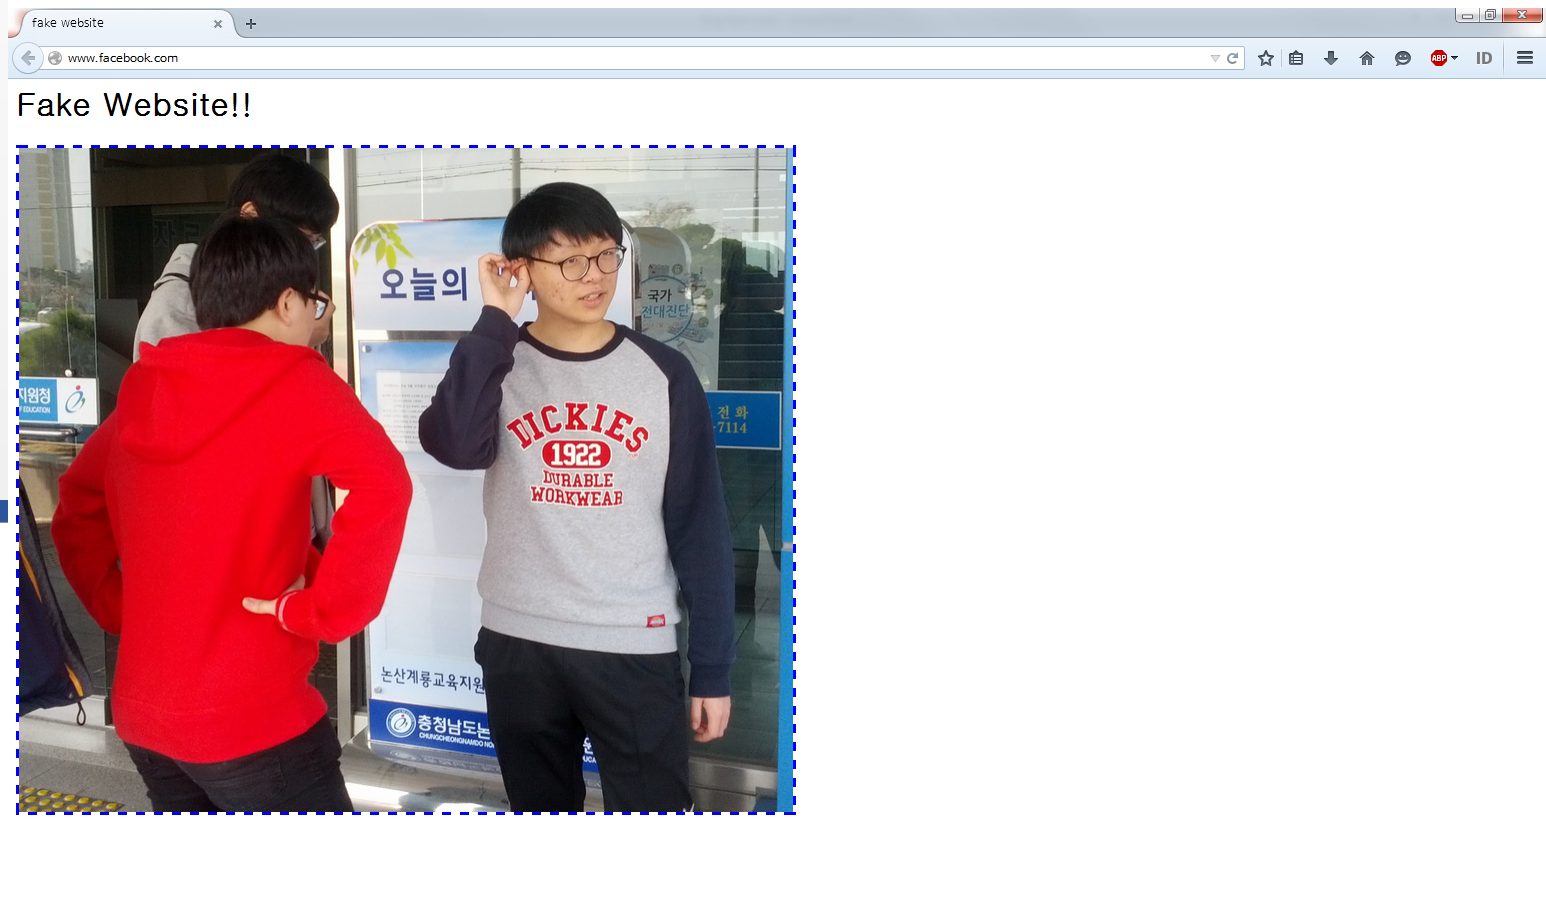 fake website
www.facebook.com
ABP
ID
Fake Website!!
오늘의
국가
전대진단
지원청
EDUCATION
전화
-7114
DICKIES
1922
DURABLE
WORKWEAR
논산계룡교육지원
충청남도논
CHUNGCHEONGNAMDO NO